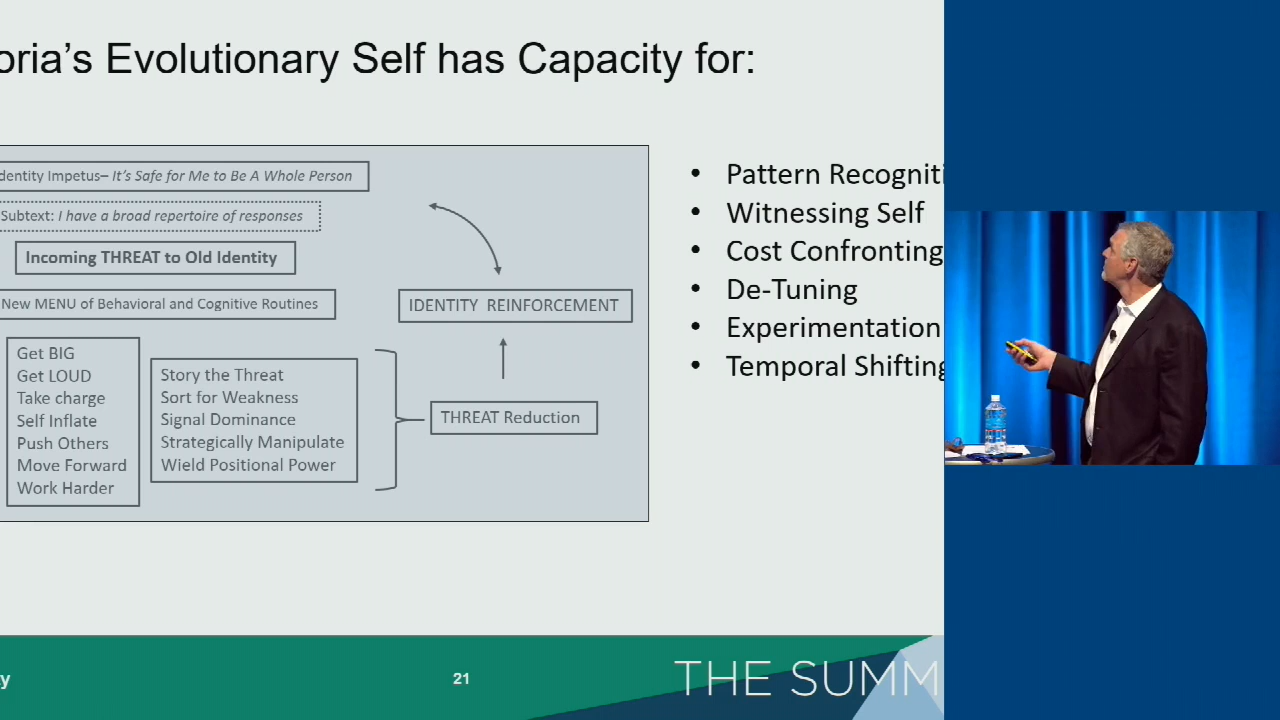 oria's Evolutionary Self has Capacity for:
dentity Impetus– It's Safe for Me to Be A Whole Person
Subtext: I have a broad repertoire of responses
Incoming THREAT to Old Identity
New MENU of Behavioral and Cognitive Routines
Get BIG
Get LOUD
Take charge
Self Inflate
Push Others
Move Forward
Work Harder
Story the Threat
Sort for Weakness
Signal Dominance
Strategically Manipulate
Wield Positional Power
IDENTITY REINFORCEMENT
THREAT Reduction
• Pattern Recogniti
• Witnessing Self
• Cost Confronting
• De-Tuning
• Experimentation
• Temporal Shifting
y
21
THE SUMM